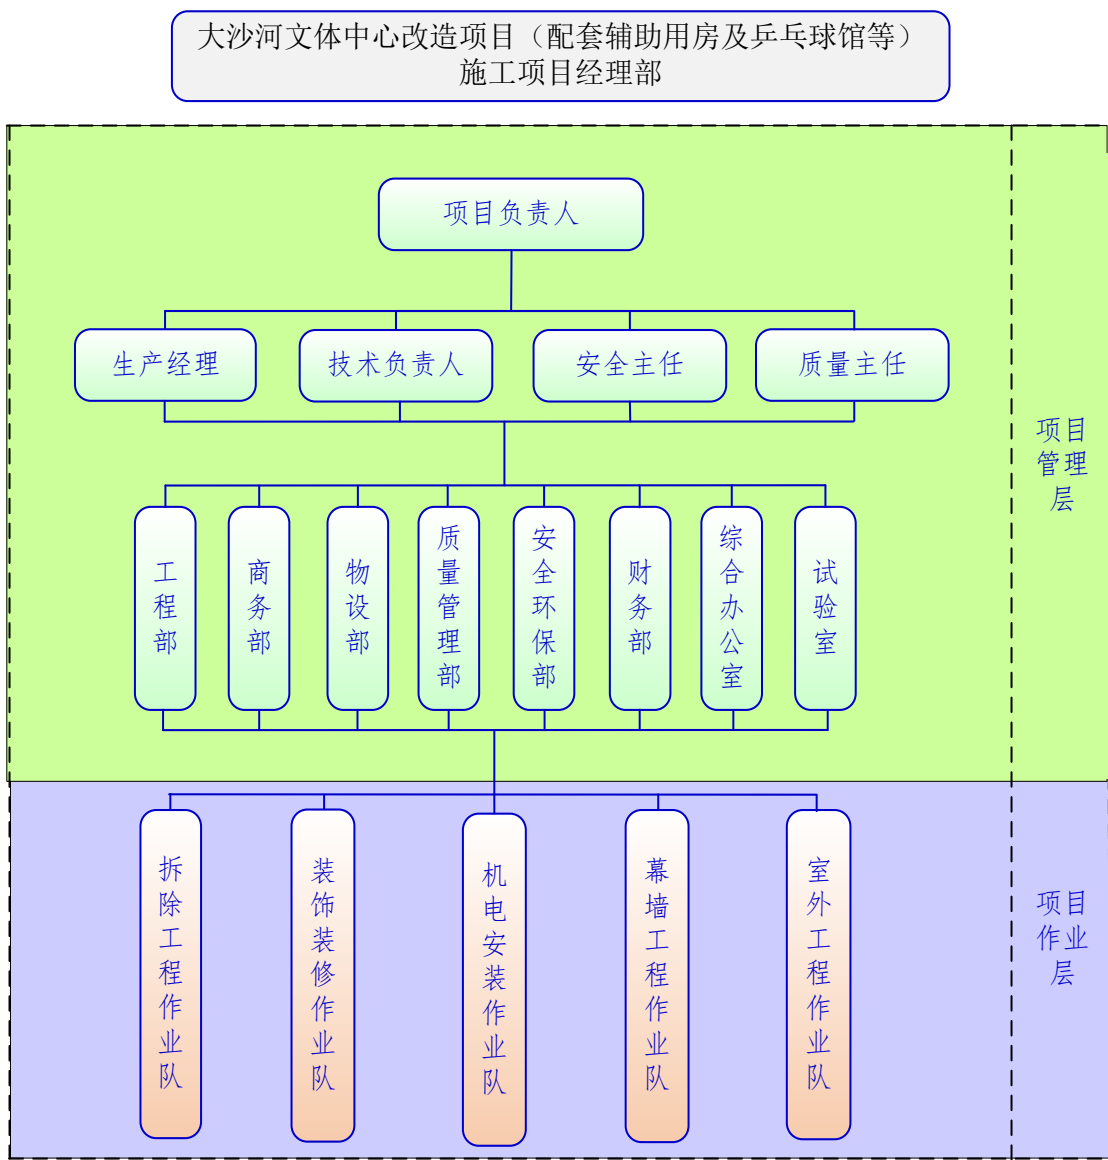 大沙河文体中心改造项目（配套辅助用房及乒乓球馆等）
施工项目经理部
项目负责人
生产经理
技术负责人
安全主任
质量主任
项目
管理
层
工程部
商务部
物设部
质量管理部
安全环保部
财务部
综合办公室
试验室
拆除工程作业队
装饰装修作业队
机电安装作业队
幕墙工程作业队
室外工程作业队
项目
作业
层